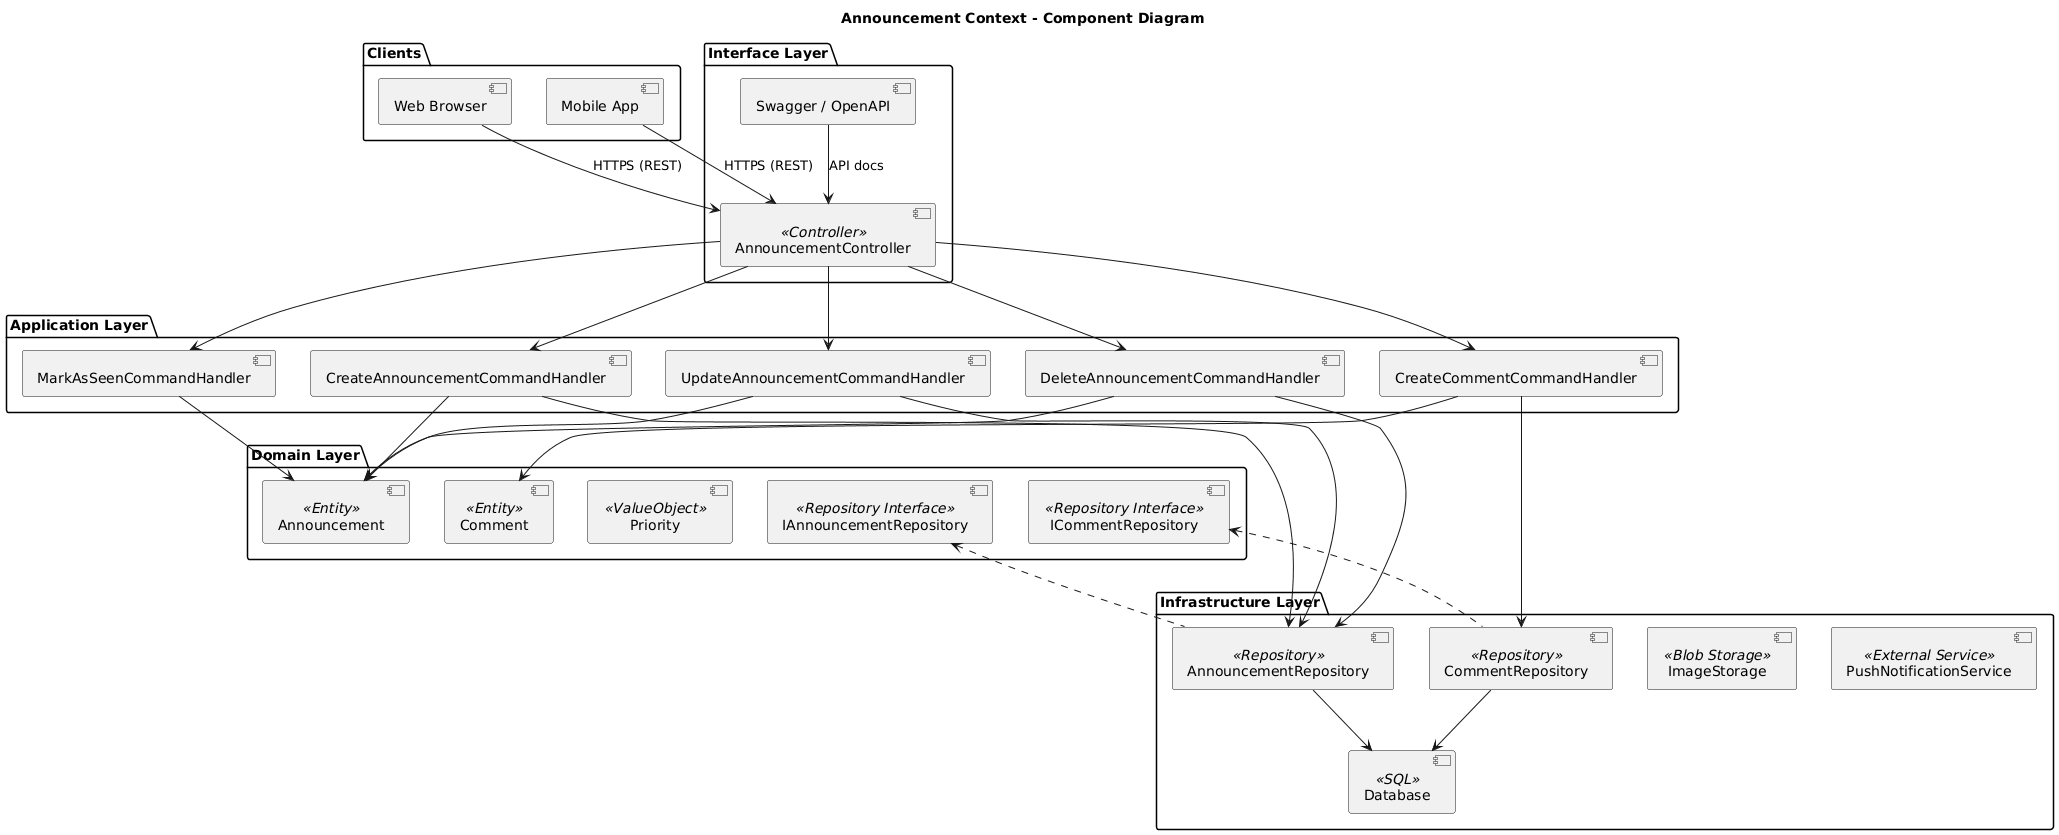 Announcement Context - Component Diagram
Clients
Interface Layer
Web Browser
Mobile App
Swagger / OpenAPI
HTTPS (REST)
HTTPS (REST)
API docs
«Controller»
AnnouncementController
Application Layer
MarkAsSeenCommandHandler
CreateAnnouncementCommandHandler
UpdateAnnouncementCommandHandler
DeleteAnnouncementCommandHandler
CreateCommentCommandHandler
Domain Layer
«Entity»
Announcement
«Entity»
Comment
«ValueObject»
Priority
«Repository Interface»
IAnnouncementRepository
«Repository Interface»
ICommentRepository
Infrastructure Layer
«Repository»
AnnouncementRepository
«Repository»
CommentRepository
«Blob Storage»
ImageStorage
«External Service»
PushNotificationService
«SQL»
Database